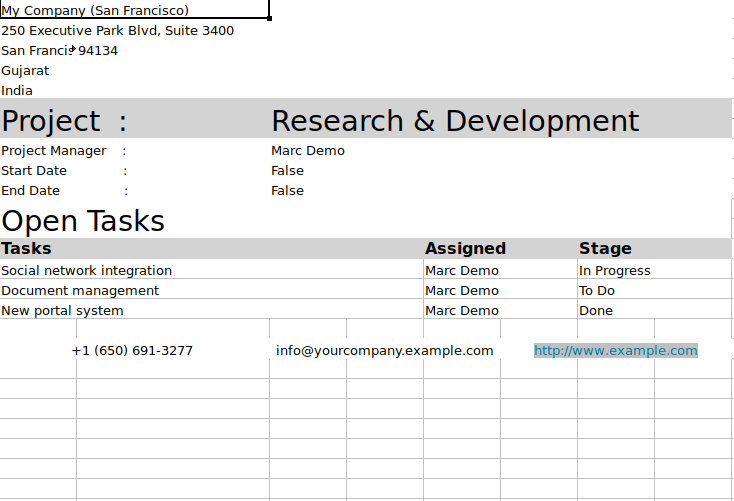 My Company (San Francisco)
250 Executive Park Blvd, Suite 3400
San Francis 94134
Gujarat
India
Project : Research & Development
Project Manager : Marc Demo
Start Date : False
End Date : False
Open Tasks
Tasks Assigned Stage
Social network integration Marc Demo In Progress
Document management Marc Demo To Do
New portal system Marc Demo Done
+1 (650) 691-3277 info@yourcompany.example.com http://www.example.com